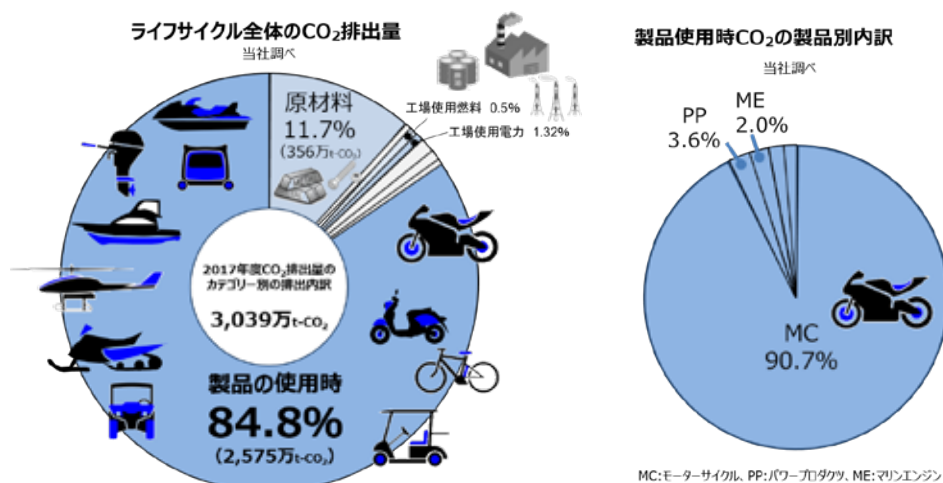 ライフサイクル全体のCO₂排出量
当社調べ
原材料
11.7%
(356万t-CO₂)
工場使用燃料 0.5%
工場使用電力 1.32%
2017年度CO₂排出量の
カテゴリー別の排出内訳
3,039万t-CO₂
製品の使用時
84.8%
(2,575万t-CO₂)
製品使用時CO₂の製品別内訳
当社調べ
PP
3.6%
ME
2.0%
MC
90.7%
MC:モーターサイクル、PP:パワープロダクツ、ME:マリンエンジン